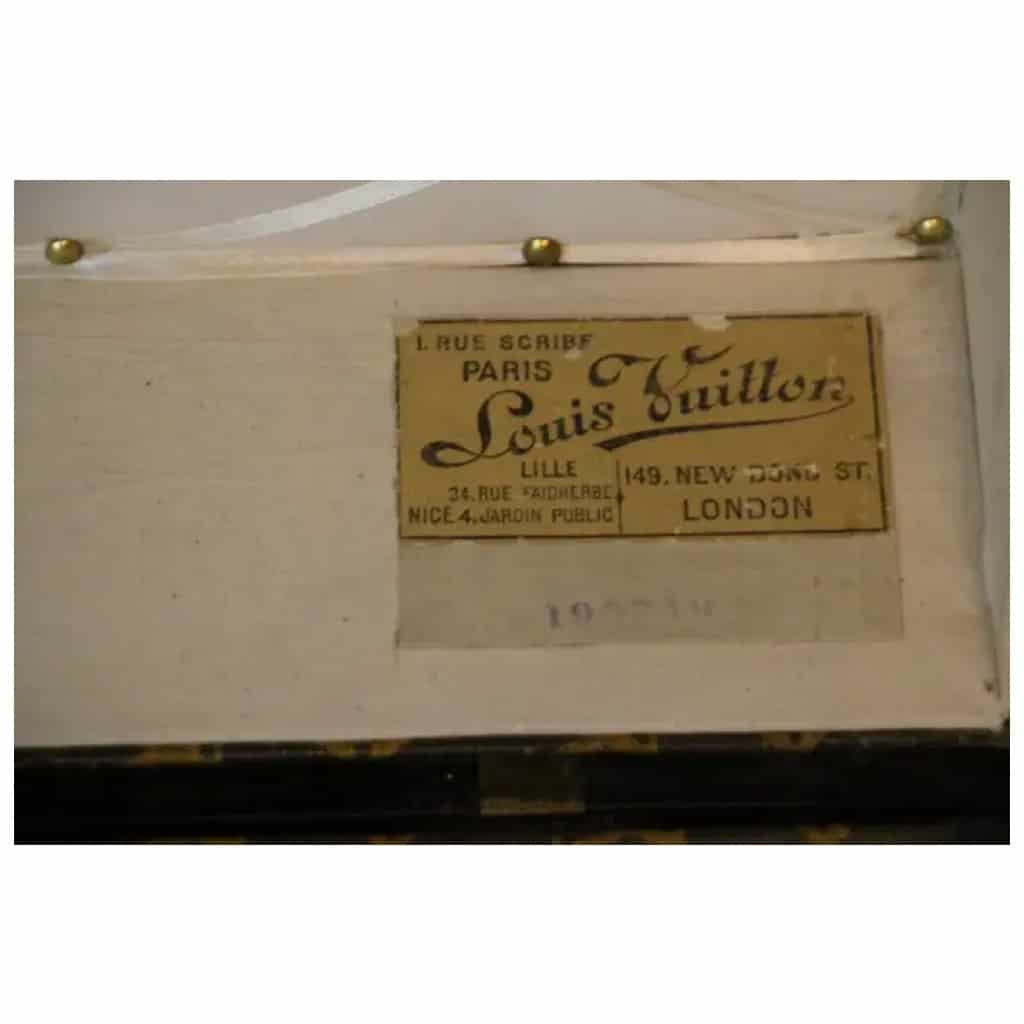 1. RUE SCRIBE
PARIS
Louis Vuitton
LILLE
34. RUE FAIDHERBE
NICE 4. JARDIN PUBLIC
149. NEW BOND ST.
LONDON